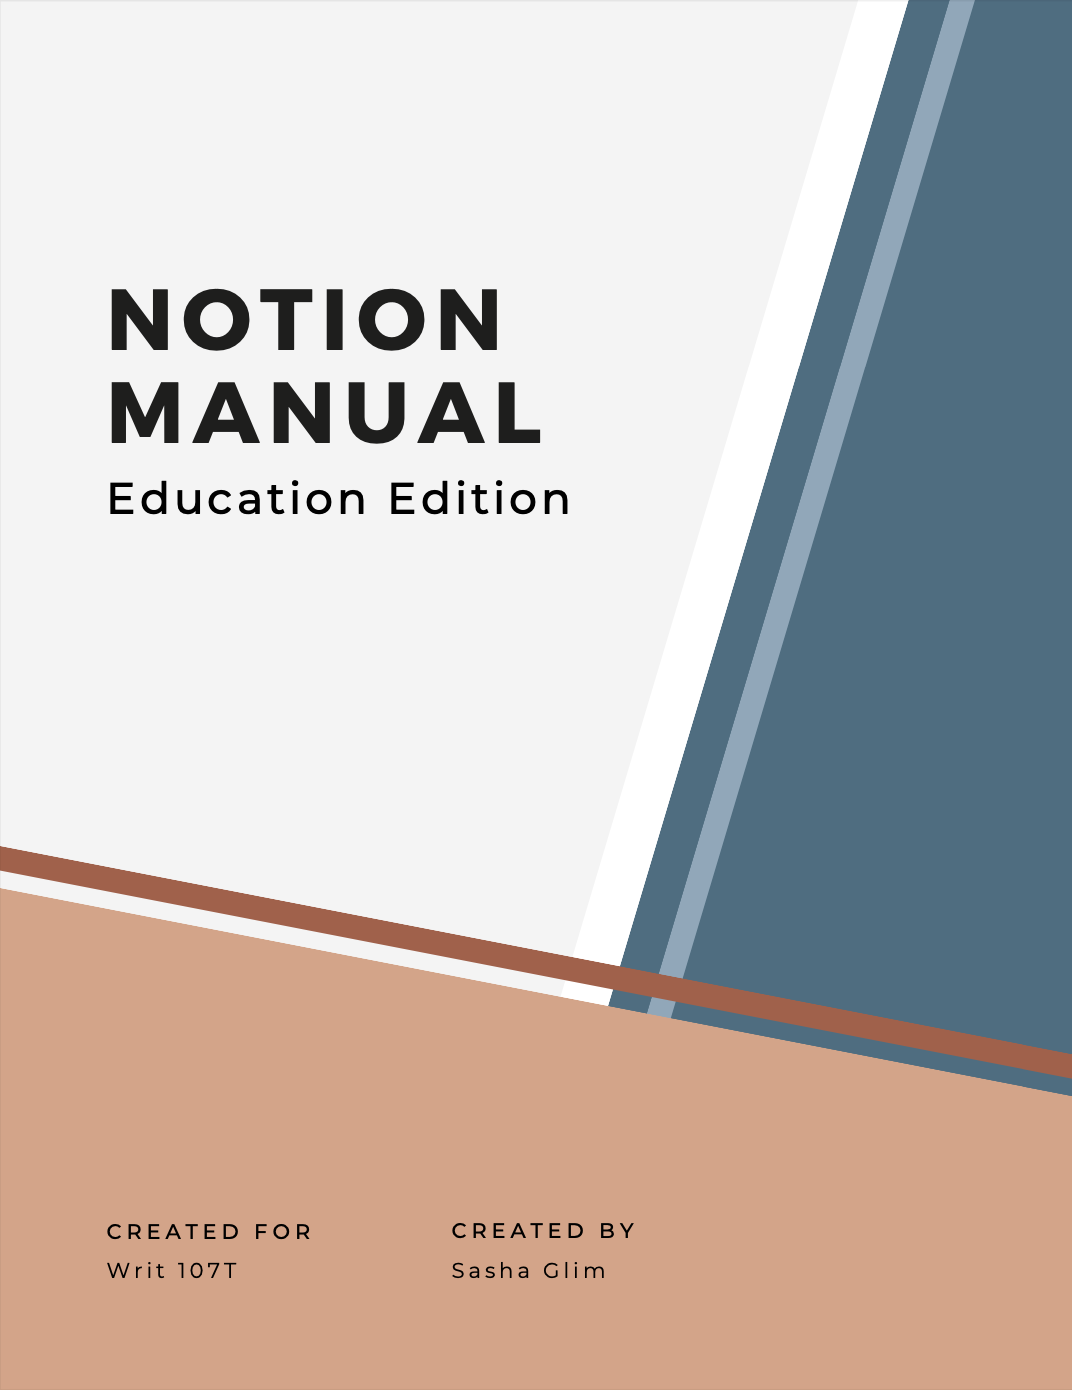 NOTION
MANUAL
Education Edition
CREATED FOR
Writ 107T
CREATED BY
Sasha Glim